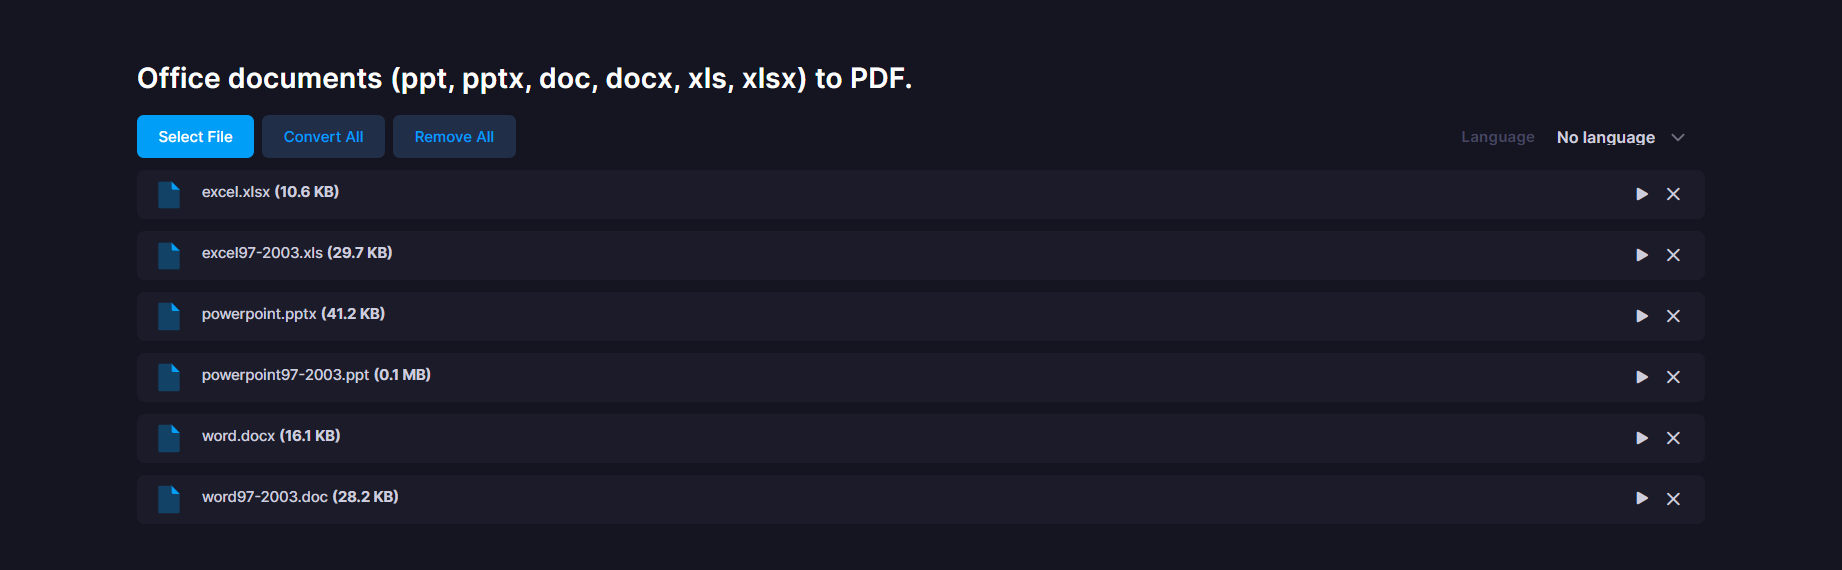 Office documents (ppt, pptx, doc, docx, xls, xlsx) to PDF.
Select File Convert All Remove All Language No language
excel.xlsx (10.6 KB)
excel97-2003.xls (29.7 KB)
powerpoint.pptx (41.2 KB)
powerpoint97-2003.ppt (0.1 MB)
word.docx (16.1 KB)
word97-2003.doc (28.2 KB)